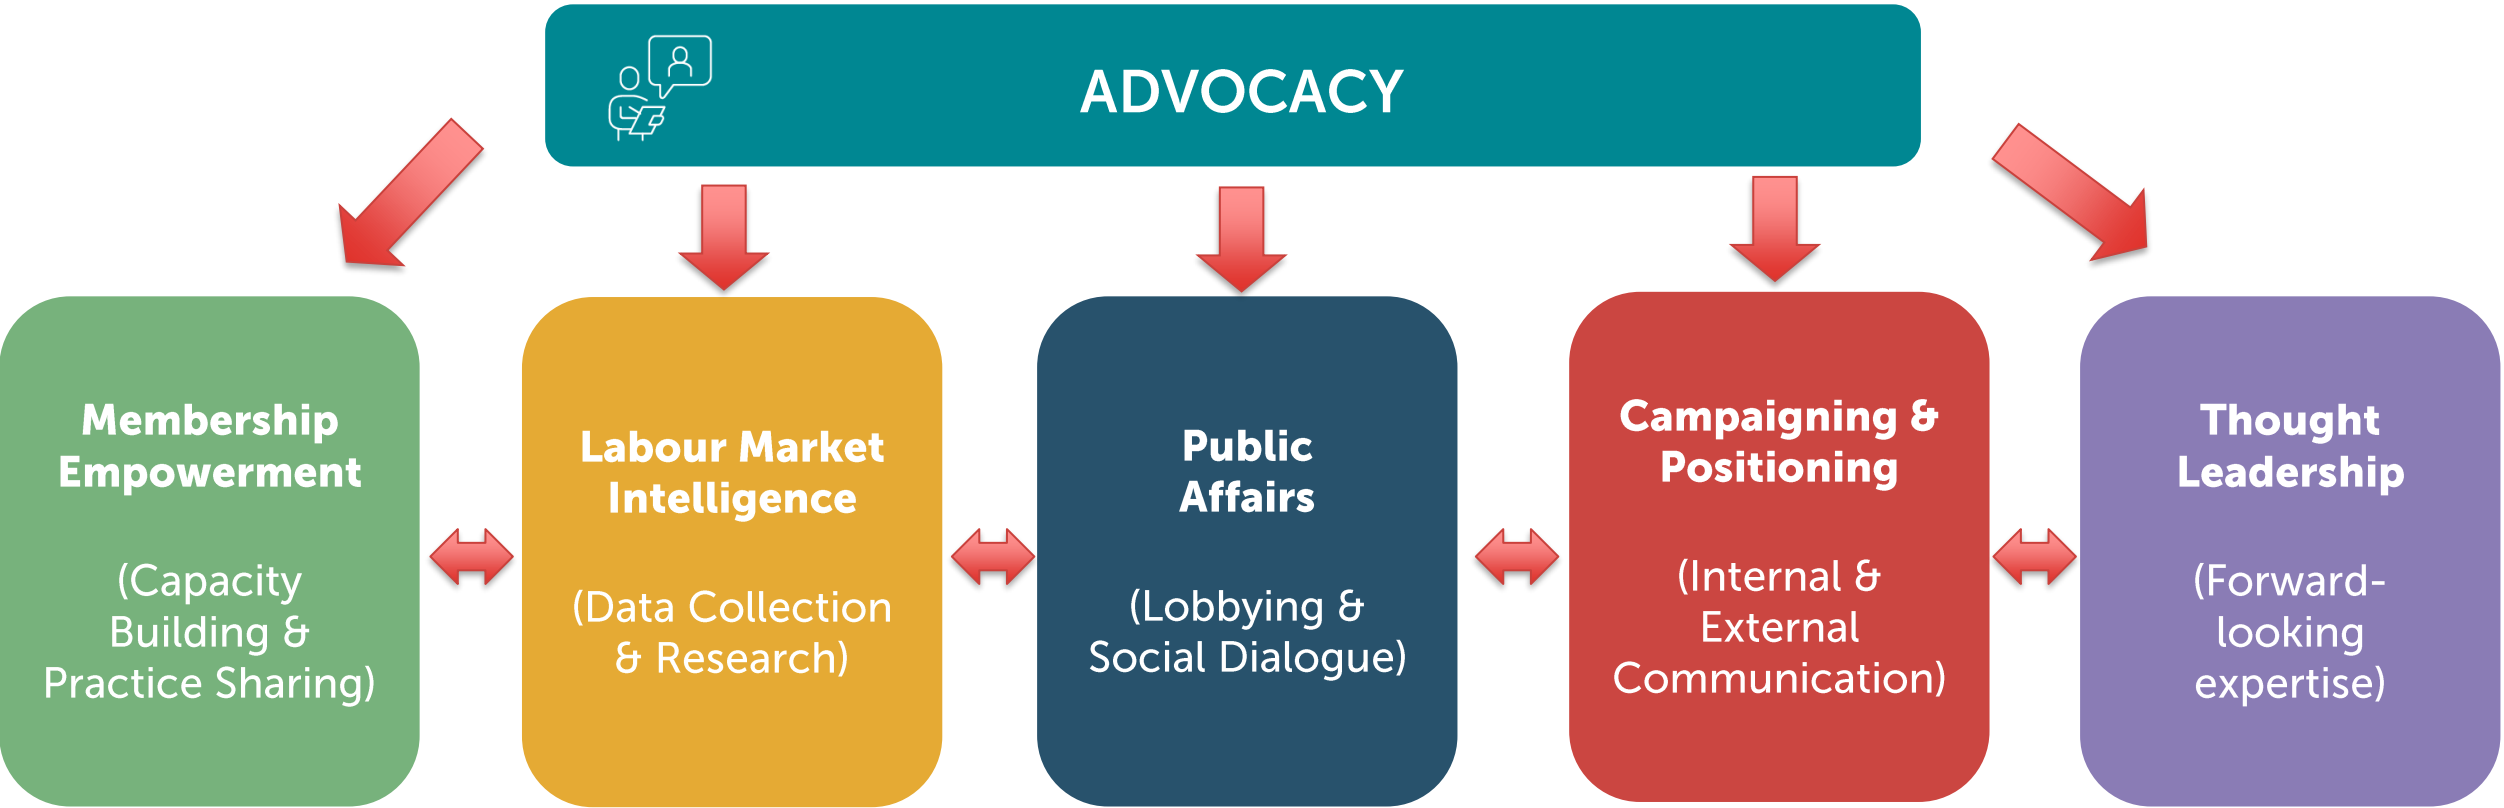 ADVOCACY
Membership
Empowerment
(Capacity
Building &
Practice Sharing)
Labour Market
Intelligence
(Data Collection
& Research)
Public
Affairs
(Lobbying &
Social Dialogue)
Campaigning &
Positioning
(Internal &
External
Communication)
Thought
Leadership
(Forward-
looking
expertise)